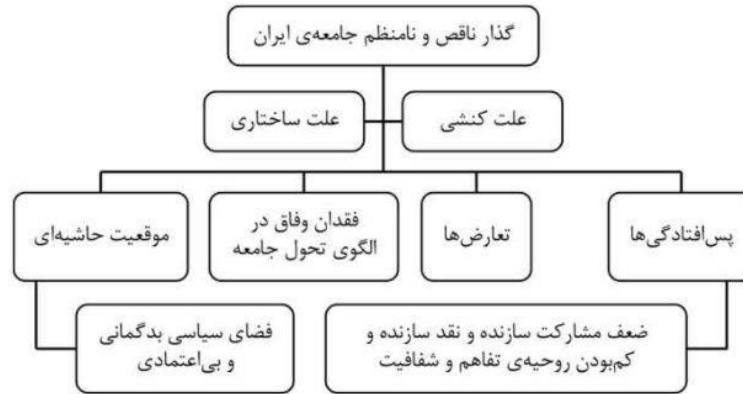 گذار ناقص و نامنظم جامعه‌ی ایران
علت کنشی
علت ساختاری
پس‌افتادگی‌ها
تعارض‌ها
فقدان وفاق در
الگوی تحول جامعه
موقعیت حاشیه‌ای
ضعف مشارکت سازنده و نقد سازنده و
کم‌بودن روحیه‌ی تفاهم و شفافیت
فضای سیاسی بدگمانی
و بی‌اعتمادی